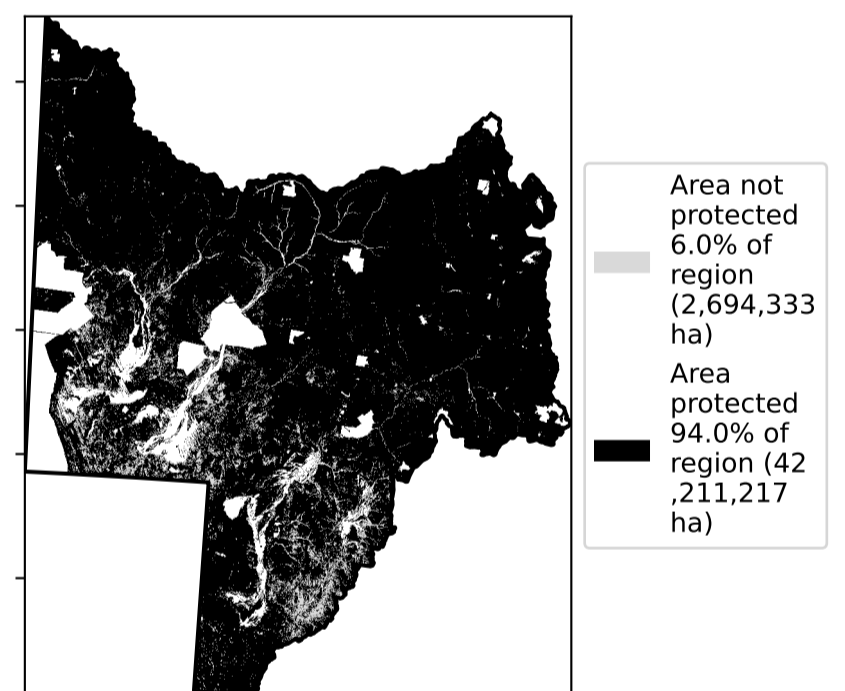 Area not
protected
6.0% of
region
(2,694,333
ha)
Area
protected
94.0% of
region (42
,211,217
ha)